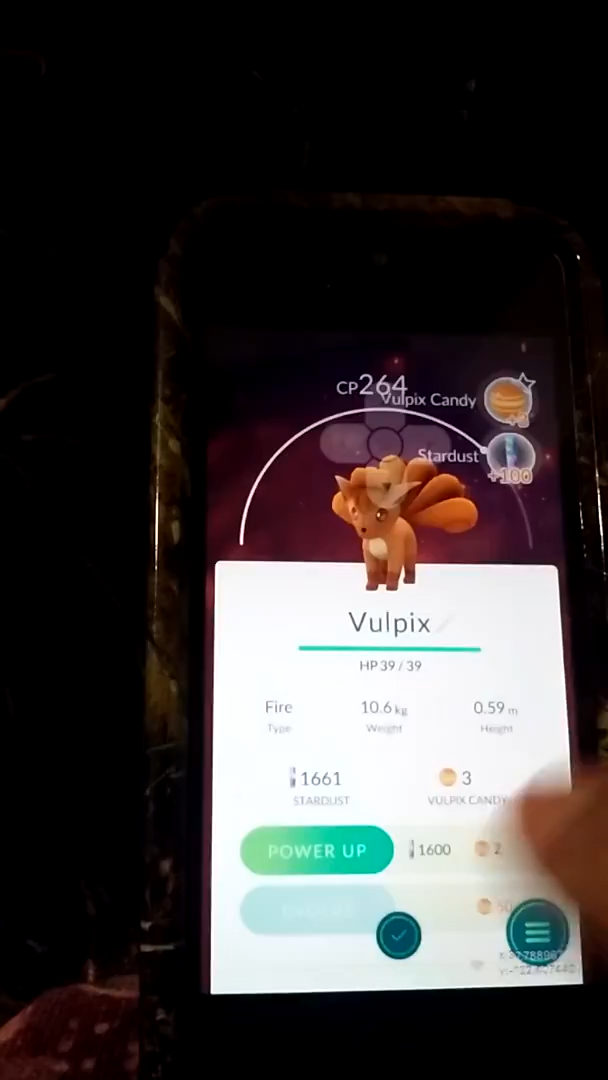 CP264
Vulpix Candy
Stardust
+100
Vulpix
HP 39 / 39
Fire
Type
10.6 kg
Weight
0.59 m
Height
1661
STARDUST
3
VULPIX CANDY
POWER UP
1600
2